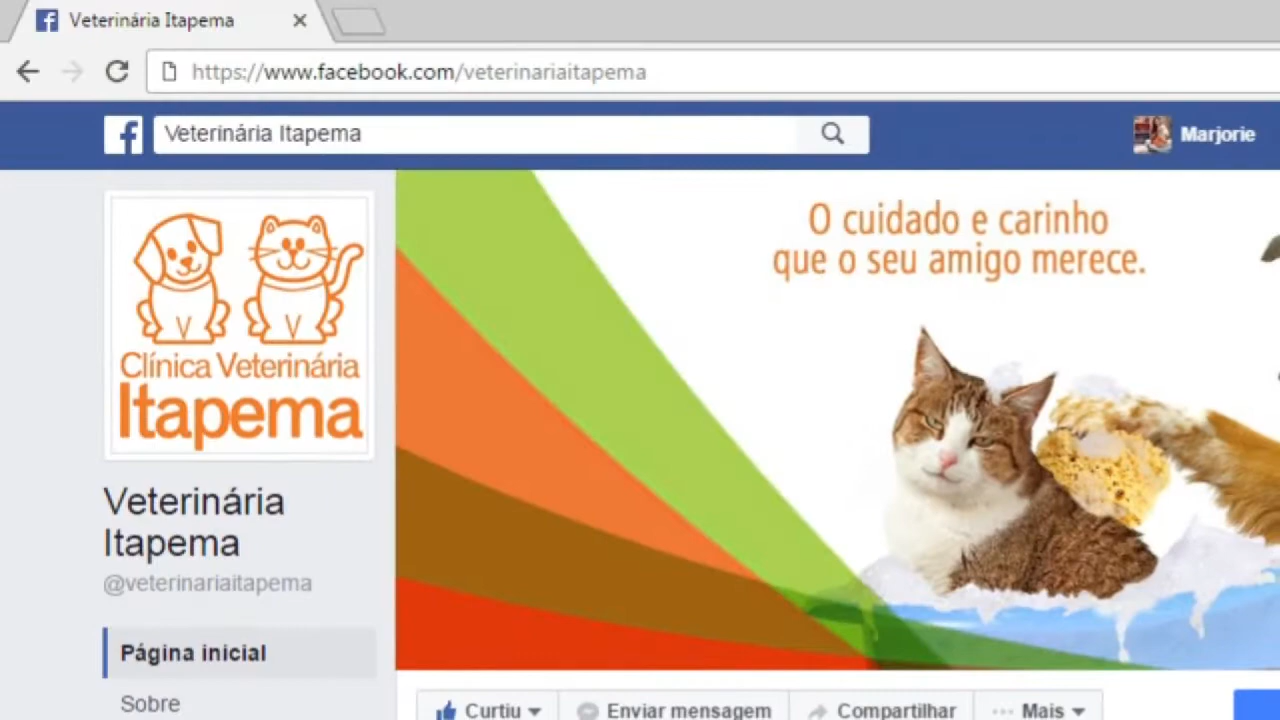 Veterinária Itapema
https://www.facebook.com/veterinariaitapema
Veterinária Itapema
Marjorie
Clínica Veterinária
Itapema
O cuidado e carinho
que o seu amigo merece.
Veterinária
Itapema
@veterinariaitapema
Página inicial
Sobre
Curtiu
Enviar mensagem
Compartilhar
Mais